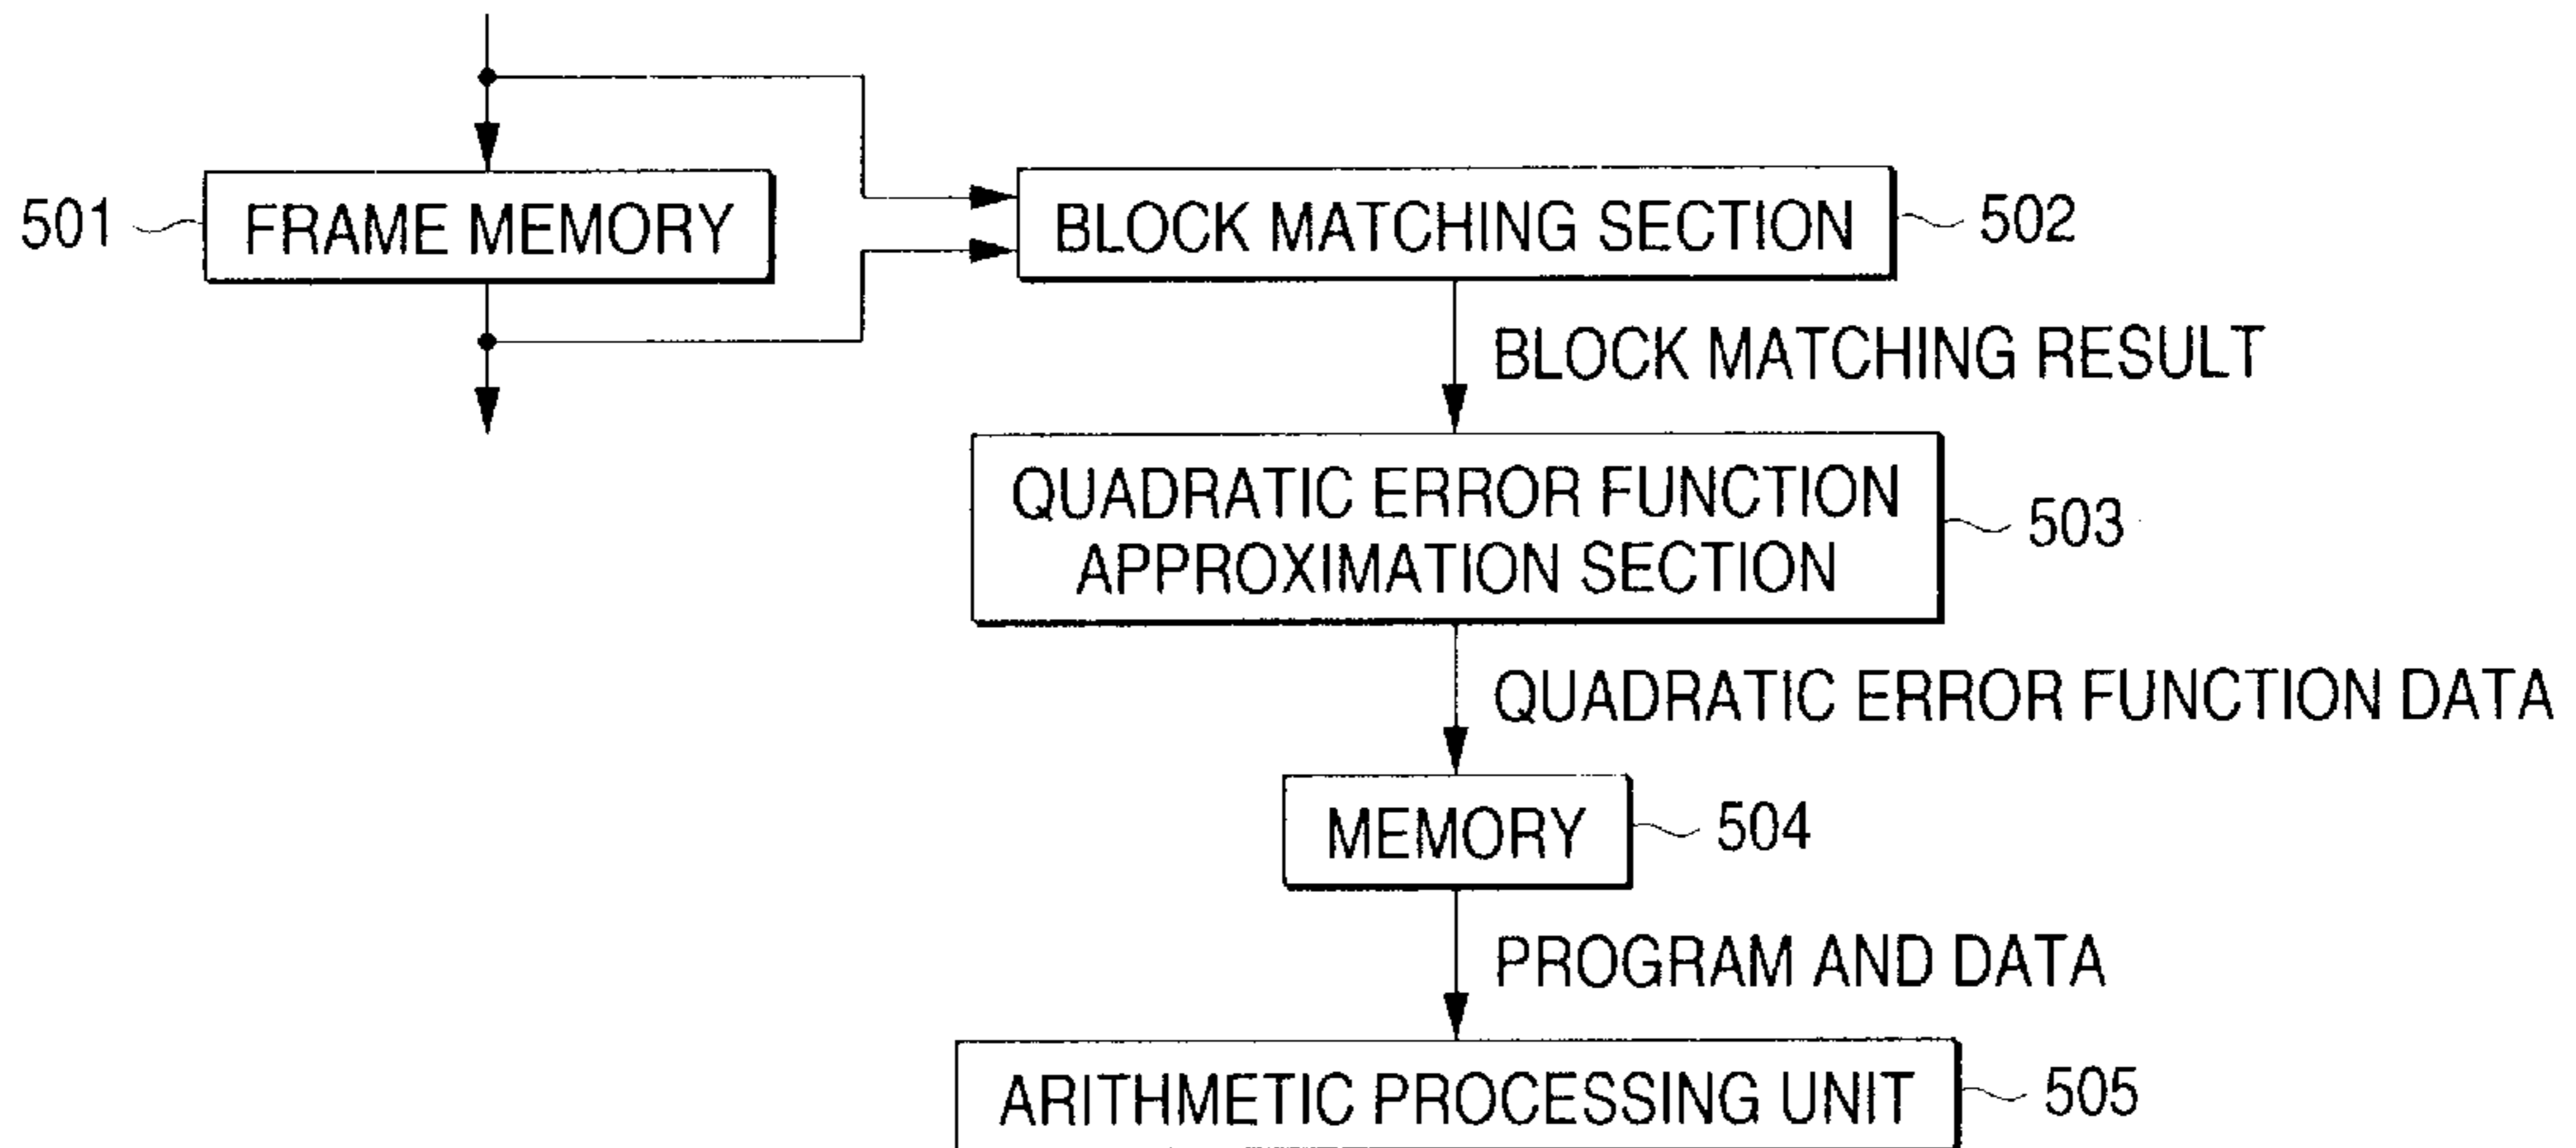 501
FRAME MEMORY
BLOCK MATCHING SECTION
502
BLOCK MATCHING RESULT
QUADRATIC ERROR FUNCTION
APPROXIMATION SECTION
503
QUADRATIC ERROR FUNCTION DATA
MEMORY
504
PROGRAM AND DATA
ARITHMETIC PROCESSING UNIT
505